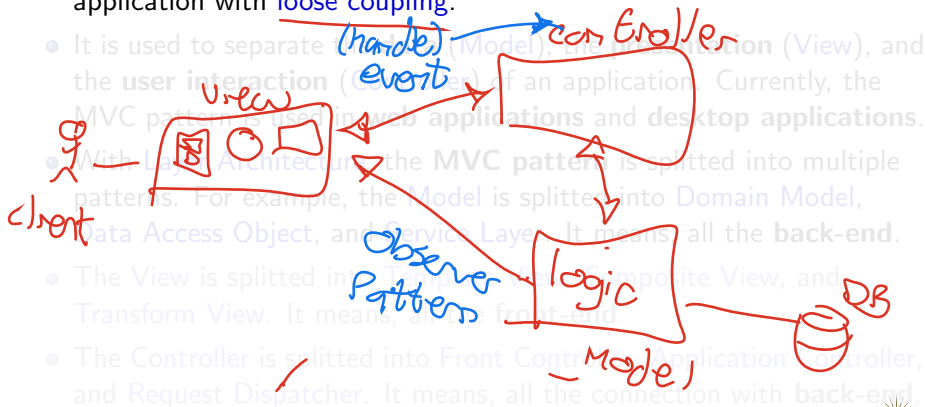 application with loose coupling.
(handle) event
controller
It is used to separate the (Model), the presentation (View), and
the user interaction (Controller) of an application. Currently, the
view
MVC pattern is used in web applications and desktop applications.
With Layer Architecture, the MVC pattern is splitted into multiple
patterns. For example, the Model is splitted into Domain Model,
client
Data Access Object, and Service Layer. It means, all the back-end.
Observer
Pattern
logic
The View is splitted into View, Composite View, and
DB
Transform View. It means, all the front-end.
Model
The Controller is splitted into Front Controller, Application Controller,
and Request Dispatcher. It means, all the connection with back-end.